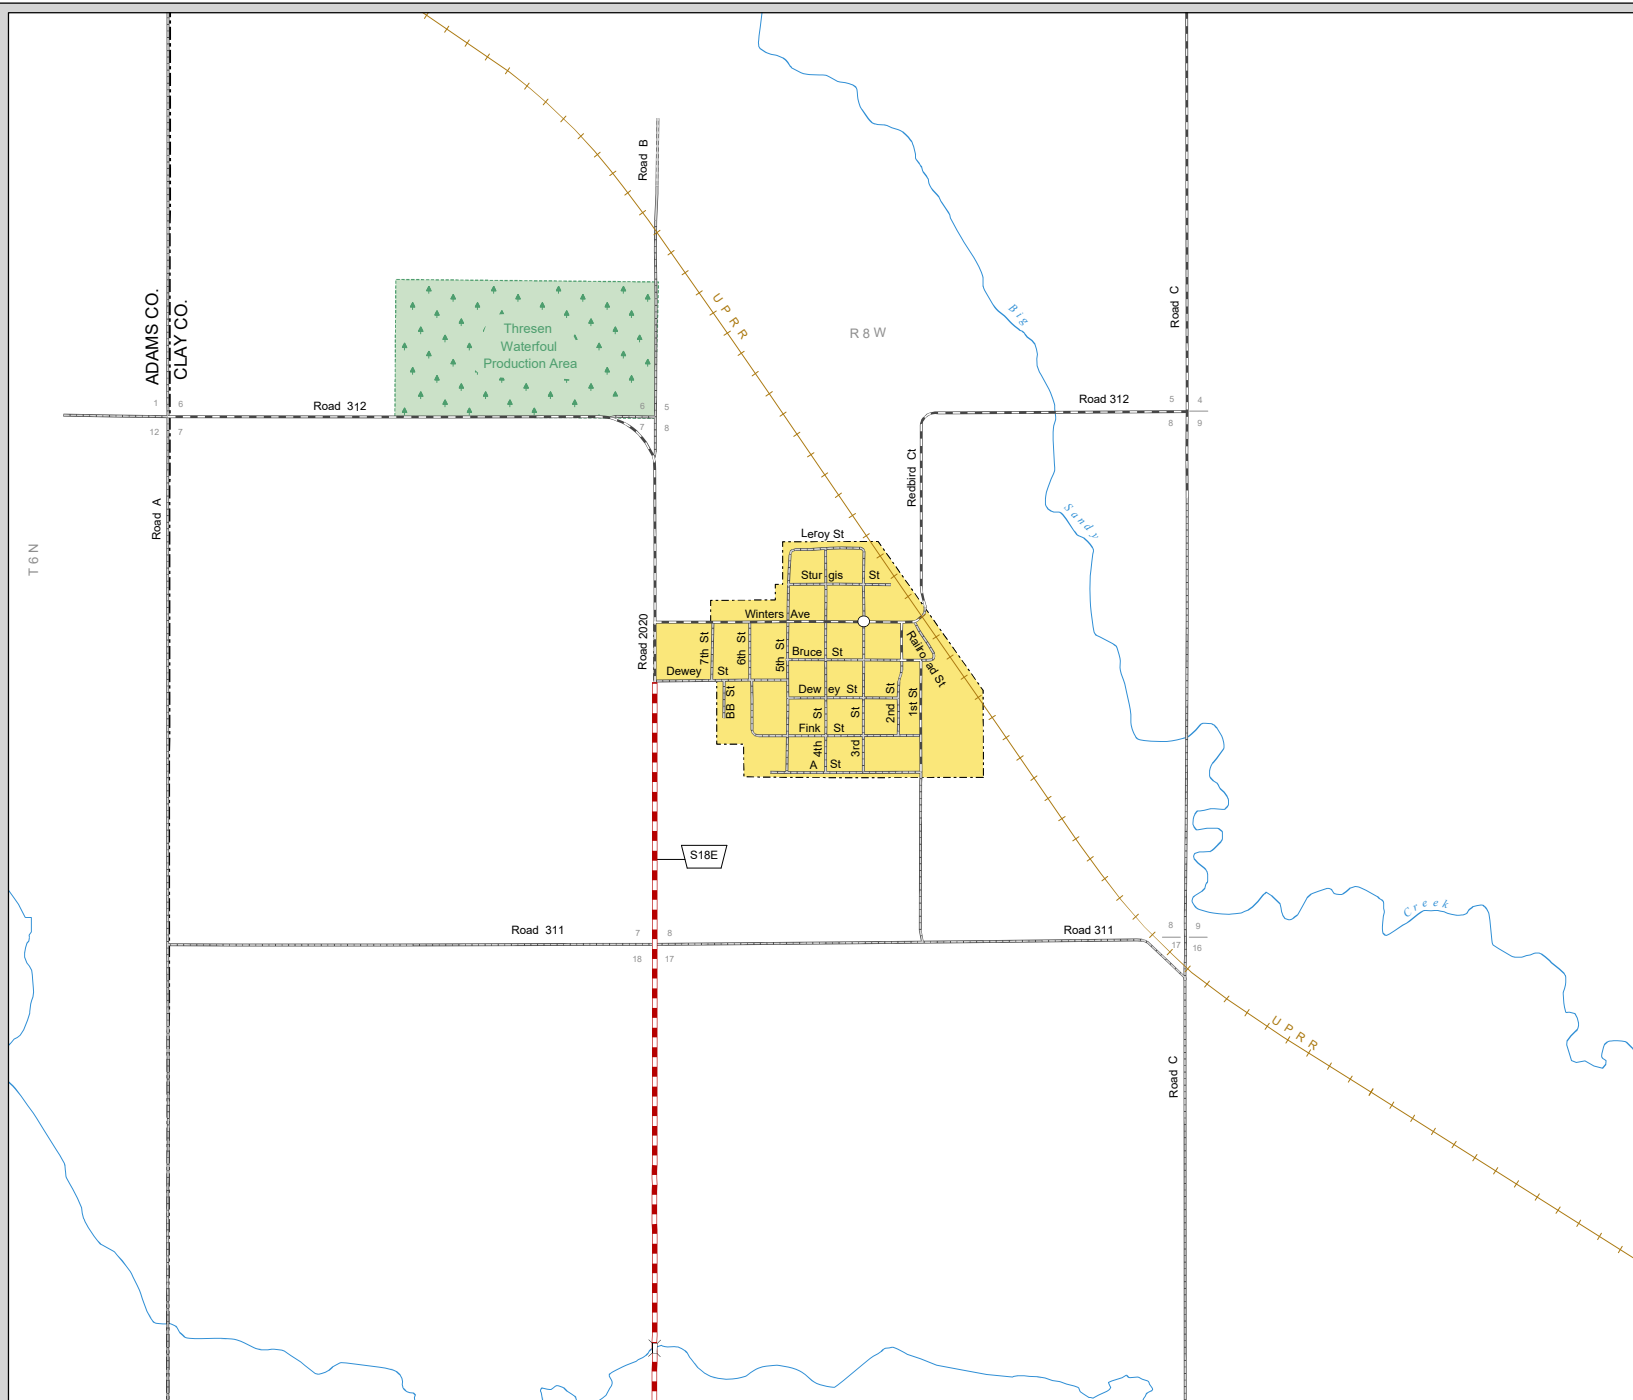 Road B
UPRR
Big
Road C
ADAMS CO.
CLAY CO.
Thresen
Waterfoul
Production Area
R 8 W
Road 312
Road 312
1 6
12 7
6 5
7 8
5 4
8 9
Redbird Ct
Sandy
Road A
T 6 N
Leroy St
Sturgis St
Winters Ave
Road 2020
7th St
6th St
5th St
Bruce St
Railroad St
Dewey St
BB St
Dewey St
2nd St
1st St
Fink St
4th St
3rd St
A St
S18E
Creek
Road 311
Road 311
7 8
18 17
8 9
17 16
UPRR
Road C